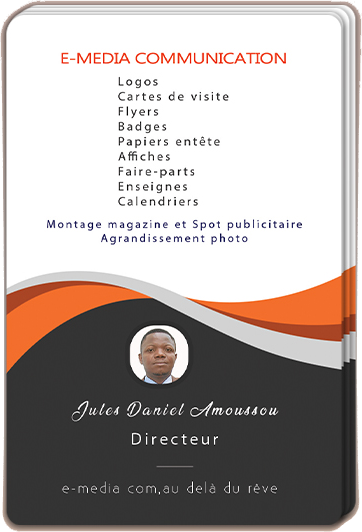 E-MEDIA COMMUNICATION
Logos
Cartes de visite
Flyers
Badges
Papiers entête
Affiches
Faire-parts
Enseignes
Calendriers
Montage magazine et Spot publicitaire
Agrandissement photo
Jules Daniel Amoussou
Directeur
e-media com,au delà du rêve